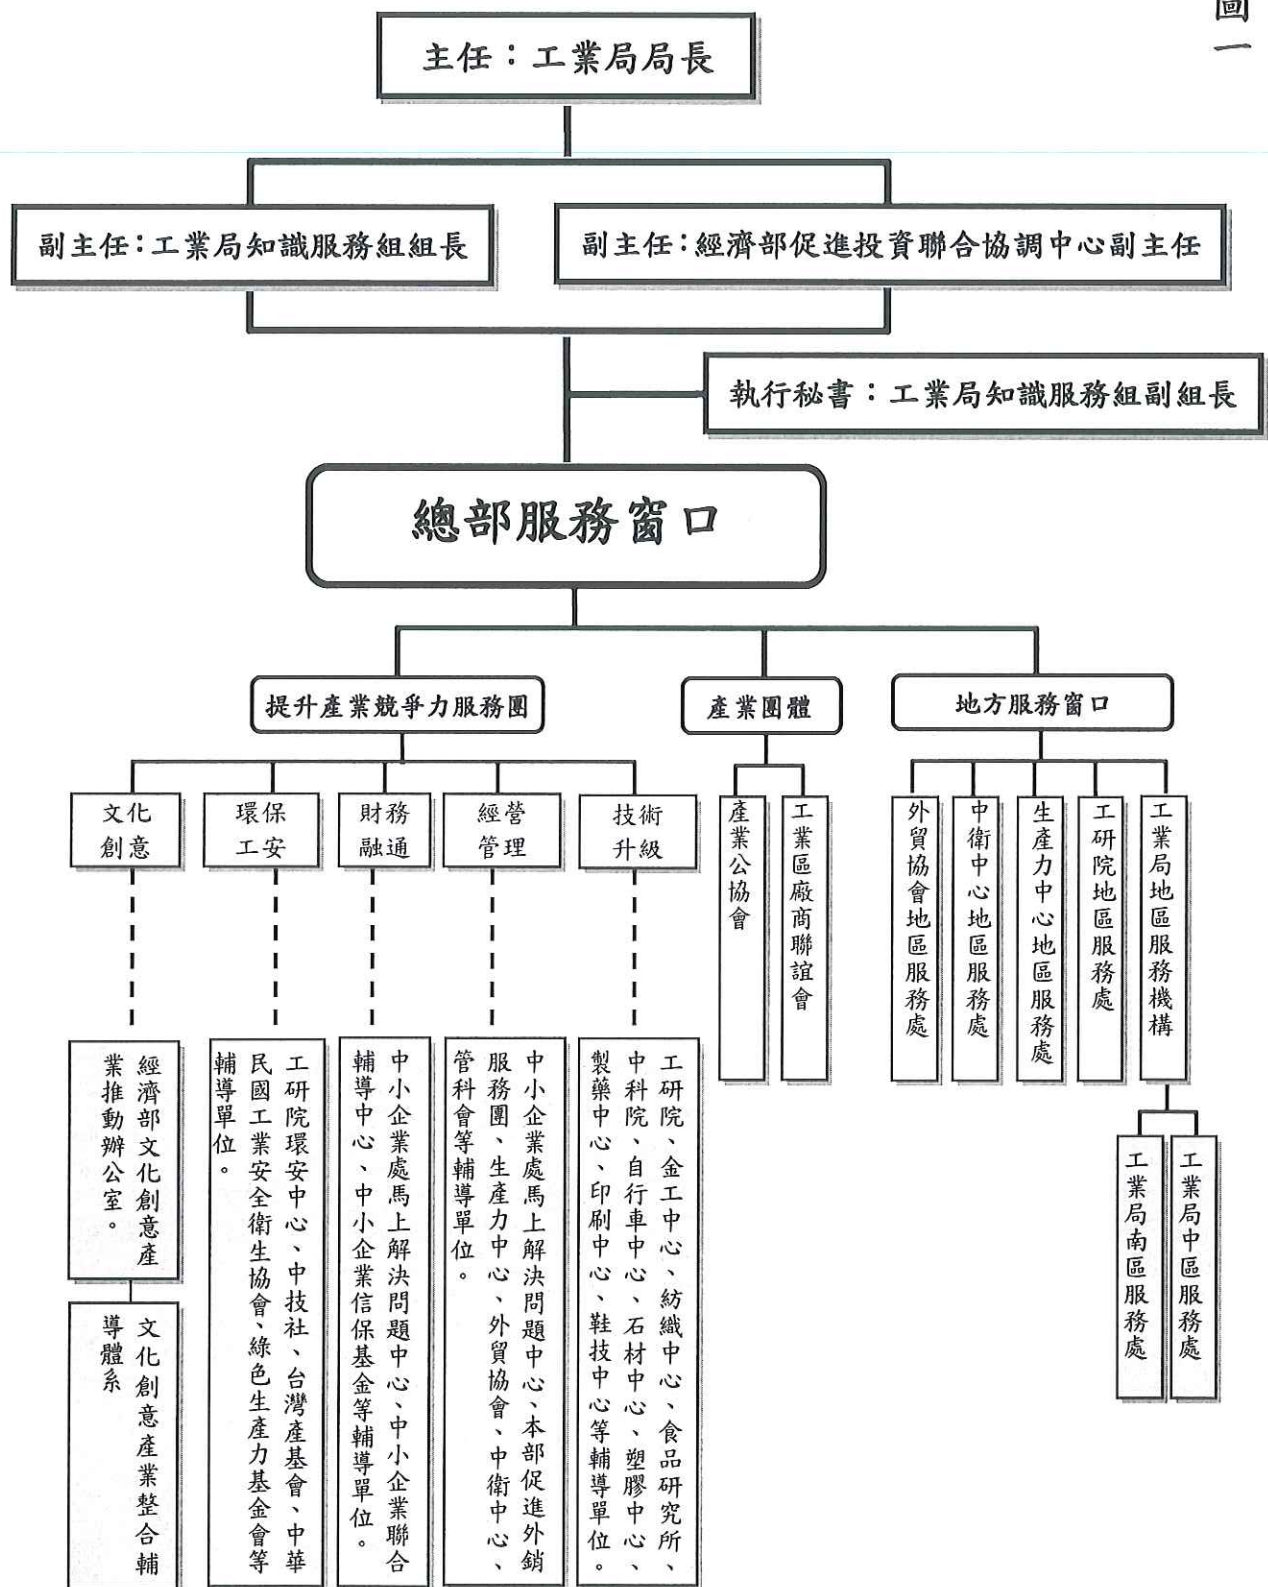 圖一
主任：工業局局長
副主任：工業局知識服務組組長
副主任：經濟部促進投資聯合協調中心副主任
執行秘書：工業局知識服務組副組長
總部服務窗口
提升產業競爭力服務團
產業團體
地方服務窗口
文化
創意
環保
工安
財務
融通
經營
管理
技術
升級
產業公協會
工業區廠商聯誼會
外貿協會地區服務處
中衛中心地區服務處
生產力中心地區服務處
工研院地區服務處
工業局地區服務機構
經濟部文化創意產
業推動辦公室。
文化創意產業整合輔
導體系
工研院環安中心、中技社、台灣產基會、中華
民國工業安全衛生協會、綠色生產力基金會等
輔導單位。
中小企業處馬上解決問題中心、中小企業聯合
輔導中心、中小企業信保基金等輔導單位。
中小企業處馬上解決問題中心、本部促進外銷
服務團、生產力中心、外貿協會、中衛中心、
管科會等輔導單位。
工研院、金工中心、紡織中心、食品研究所、
中科院、自行車中心、石材中心、塑膠中心、
製藥中心、印刷中心、鞋技中心等輔導單位。
工業局南區服務處
工業局中區服務處